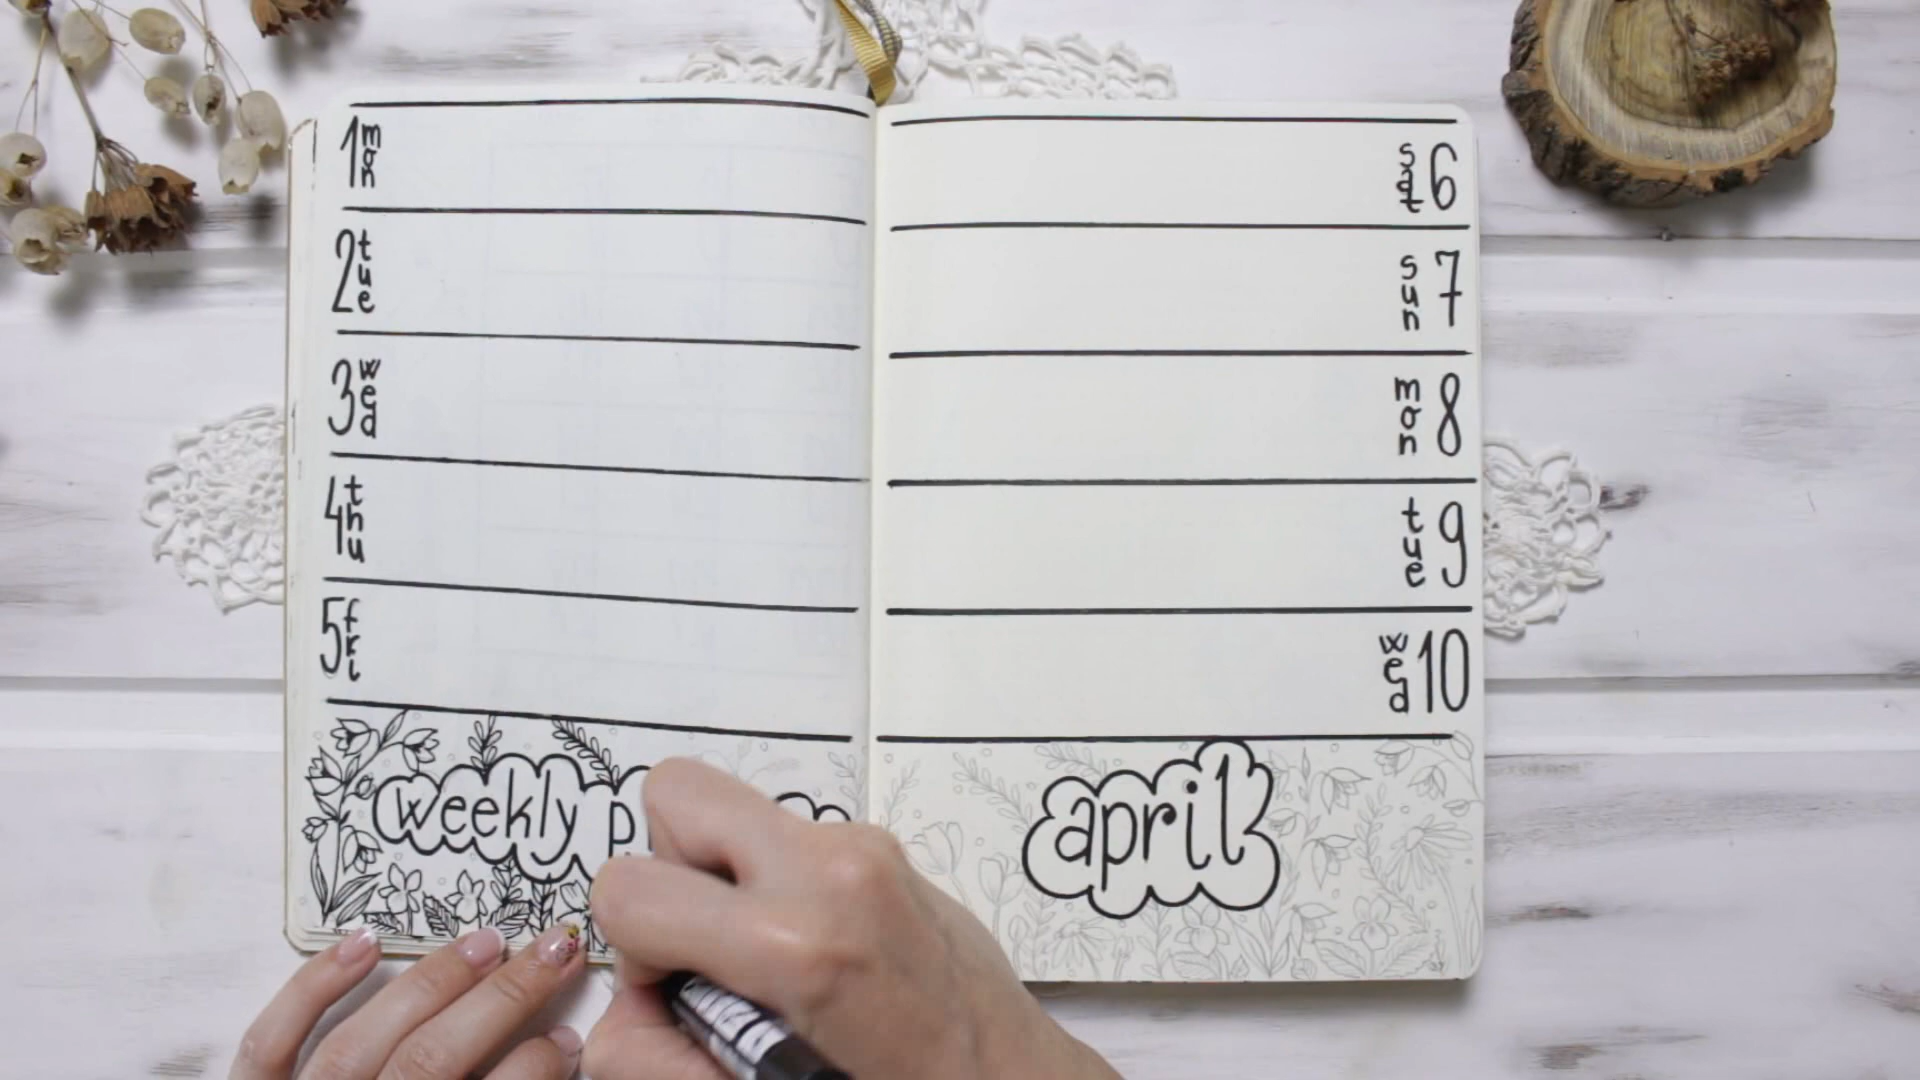 1 mon
2 tue
3 wed
4 thu
5 fri
weekly p
sat 6
sun 7
mon 8
tue 9
wed 10
april